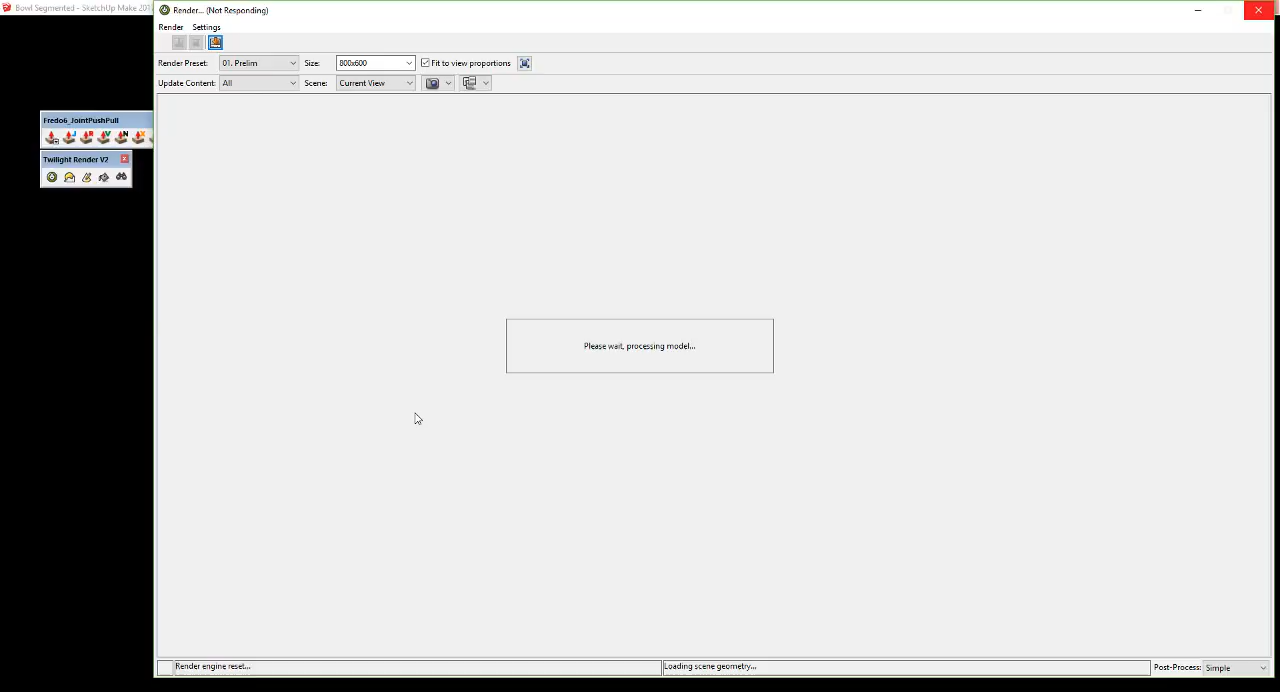 Bowl Segmented - SketchUp Make 201
Render... (Not Responding)
Render Settings
Render Preset: 01. Prelim Size: 800x600 Fit to view proportions
Update Content: All Scene: Current View
Fredo6_JointPushPull
Twilight Render V2
Please wait, processing model...
Render engine reset... Loading scene geometry... Post-Process: Simple